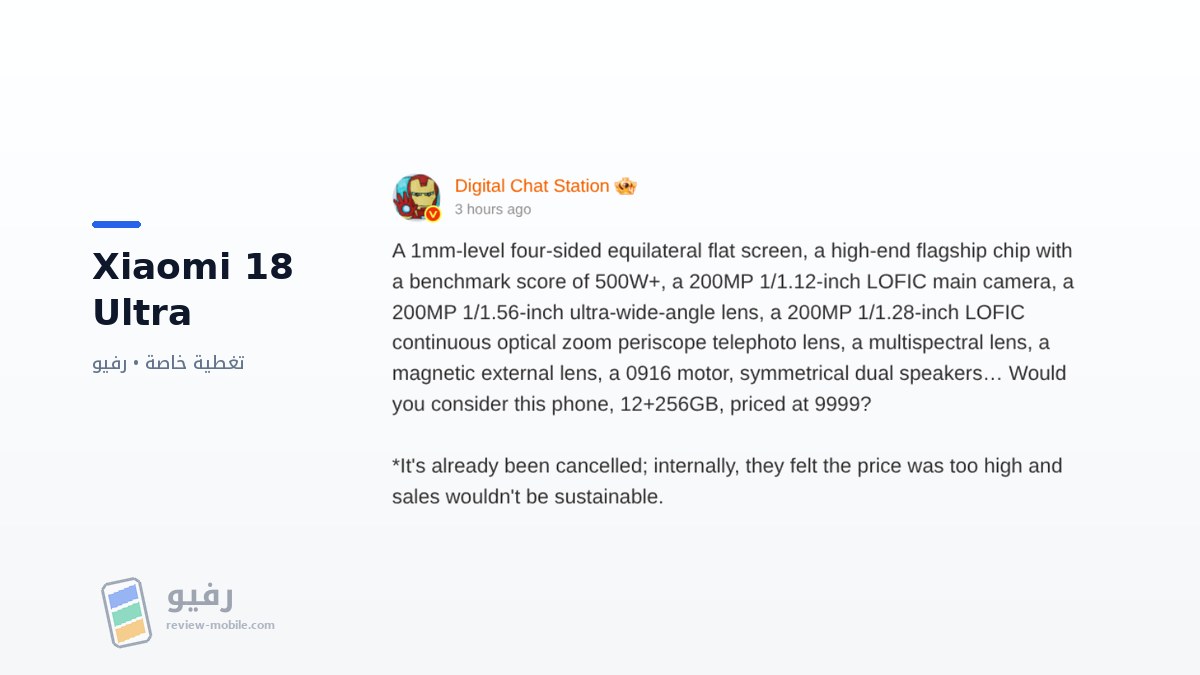 Xiaomi 18
Ultra
تغطية خاصة • رفيو
Digital Chat Station
3 hours ago
A 1mm-level four-sided equilateral flat screen, a high-end flagship chip with
a benchmark score of 500W+, a 200MP 1/1.12-inch LOFIC main camera, a
200MP 1/1.56-inch ultra-wide-angle lens, a 200MP 1/1.28-inch LOFIC
continuous optical zoom periscope telephoto lens, a multispectral lens, a
magnetic external lens, a 0916 motor, symmetrical dual speakers… Would
you consider this phone, 12+256GB, priced at 9999?
*It's already been cancelled; internally, they felt the price was too high and
sales wouldn't be sustainable.
رفيو
review-mobile.com